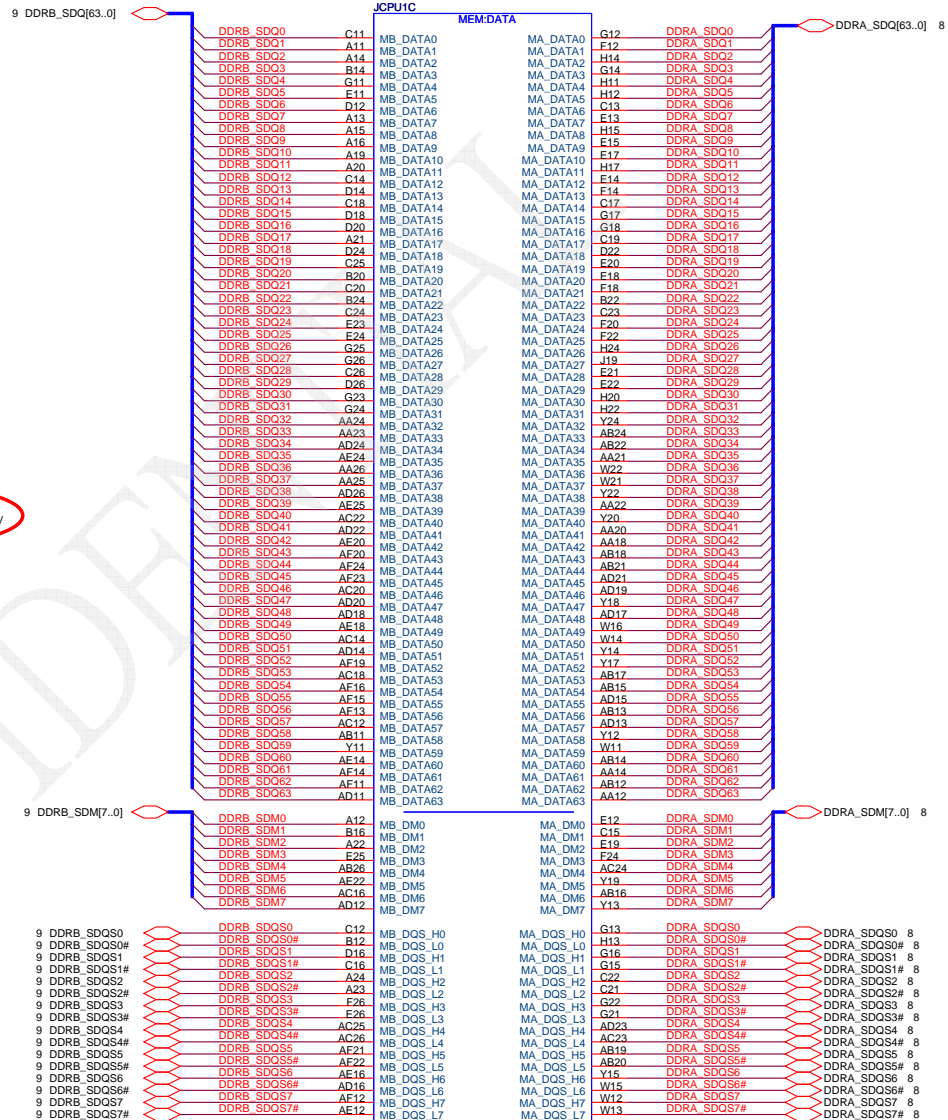 JCPU1C
9 DDRB_SDQ[63..0] MEM:DATA DDRA_SDQ[63..0] 8
DDRB_SDQ0 C11 MB_DATA0 MA_DATA0 G12 DDRA_SDQ0
DDRB_SDQ1 A11 MB_DATA1 MA_DATA1 F12 DDRA_SDQ1
DDRB_SDQ2 A14 MB_DATA2 MA_DATA2 H14 DDRA_SDQ2
DDRB_SDQ3 B14 MB_DATA3 MA_DATA3 G14 DDRA_SDQ3
DDRB_SDQ4 G11 MB_DATA4 MA_DATA4 H11 DDRA_SDQ4
DDRB_SDQ5 E11 MB_DATA5 MA_DATA5 H12 DDRA_SDQ5
DDRB_SDQ6 D12 MB_DATA6 MA_DATA6 C13 DDRA_SDQ6
DDRB_SDQ7 A13 MB_DATA7 MA_DATA7 E13 DDRA_SDQ7
DDRB_SDQ8 A15 MB_DATA8 MA_DATA8 H15 DDRA_SDQ8
DDRB_SDQ9 A16 MB_DATA9 MA_DATA9 E15 DDRA_SDQ9
DDRB_SDQ10 A19 MB_DATA10 MA_DATA10 E17 DDRA_SDQ10
DDRB_SDQ11 A20 MB_DATA11 MA_DATA11 H17 DDRA_SDQ11
DDRB_SDQ12 C14 MB_DATA12 MA_DATA12 E14 DDRA_SDQ12
DDRB_SDQ13 D14 MB_DATA13 MA_DATA13 F14 DDRA_SDQ13
DDRB_SDQ14 C18 MB_DATA14 MA_DATA14 C17 DDRA_SDQ14
DDRB_SDQ15 D18 MB_DATA15 MA_DATA15 G17 DDRA_SDQ15
DDRB_SDQ16 D20 MB_DATA16 MA_DATA16 G18 DDRA_SDQ16
DDRB_SDQ17 A21 MB_DATA17 MA_DATA17 C19 DDRA_SDQ17
DDRB_SDQ18 D24 MB_DATA18 MA_DATA18 D22 DDRA_SDQ18
DDRB_SDQ19 C25 MB_DATA19 MA_DATA19 E20 DDRA_SDQ19
DDRB_SDQ20 B20 MB_DATA20 MA_DATA20 E18 DDRA_SDQ20
DDRB_SDQ21 C20 MB_DATA21 MA_DATA21 F18 DDRA_SDQ21
DDRB_SDQ22 B24 MB_DATA22 MA_DATA22 B22 DDRA_SDQ22
DDRB_SDQ23 C24 MB_DATA23 MA_DATA23 C23 DDRA_SDQ23
DDRB_SDQ24 E23 MB_DATA24 MA_DATA24 F20 DDRA_SDQ24
DDRB_SDQ25 E24 MB_DATA25 MA_DATA25 F22 DDRA_SDQ25
DDRB_SDQ26 G25 MB_DATA26 MA_DATA26 H24 DDRA_SDQ26
DDRB_SDQ27 G26 MB_DATA27 MA_DATA27 J19 DDRA_SDQ27
DDRB_SDQ28 C26 MB_DATA28 MA_DATA28 E21 DDRA_SDQ28
DDRB_SDQ29 D26 MB_DATA29 MA_DATA29 E22 DDRA_SDQ29
DDRB_SDQ30 G23 MB_DATA30 MA_DATA30 H20 DDRA_SDQ30
DDRB_SDQ31 G24 MB_DATA31 MA_DATA31 H22 DDRA_SDQ31
DDRB_SDQ32 AA24 MB_DATA32 MA_DATA32 Y24 DDRA_SDQ32
DDRB_SDQ33 AA23 MB_DATA33 MA_DATA33 AB24 DDRA_SDQ33
DDRB_SDQ34 AD24 MB_DATA34 MA_DATA34 AB22 DDRA_SDQ34
DDRB_SDQ35 AE24 MB_DATA35 MA_DATA35 AA21 DDRA_SDQ35
DDRB_SDQ36 AA26 MB_DATA36 MA_DATA36 W22 DDRA_SDQ36
DDRB_SDQ37 AA25 MB_DATA37 MA_DATA37 W21 DDRA_SDQ37
DDRB_SDQ38 AD26 MB_DATA38 MA_DATA38 Y22 DDRA_SDQ38
DDRB_SDQ39 AE25 MB_DATA39 MA_DATA39 AA22 DDRA_SDQ39
DDRB_SDQ40 AC22 MB_DATA40 MA_DATA40 Y20 DDRA_SDQ40
DDRB_SDQ41 AD22 MB_DATA41 MA_DATA41 AA20 DDRA_SDQ41
DDRB_SDQ42 AE20 MB_DATA42 MA_DATA42 AA18 DDRA_SDQ42
DDRB_SDQ43 AF20 MB_DATA43 MA_DATA43 AB18 DDRA_SDQ43
DDRB_SDQ44 AF24 MB_DATA44 MA_DATA44 AB21 DDRA_SDQ44
DDRB_SDQ45 AF23 MB_DATA45 MA_DATA45 AD21 DDRA_SDQ45
DDRB_SDQ46 AC20 MB_DATA46 MA_DATA46 AD19 DDRA_SDQ46
DDRB_SDQ47 AD20 MB_DATA47 MA_DATA47 Y18 DDRA_SDQ47
DDRB_SDQ48 AD18 MB_DATA48 MA_DATA48 AD17 DDRA_SDQ48
DDRB_SDQ49 AE18 MB_DATA49 MA_DATA49 W16 DDRA_SDQ49
DDRB_SDQ50 AC14 MB_DATA50 MA_DATA50 W14 DDRA_SDQ50
DDRB_SDQ51 AD14 MB_DATA51 MA_DATA51 Y14 DDRA_SDQ51
DDRB_SDQ52 AF19 MB_DATA52 MA_DATA52 Y17 DDRA_SDQ52
DDRB_SDQ53 AC18 MB_DATA53 MA_DATA53 AB17 DDRA_SDQ53
DDRB_SDQ54 AF16 MB_DATA54 MA_DATA54 AB15 DDRA_SDQ54
DDRB_SDQ55 AF15 MB_DATA55 MA_DATA55 AD15 DDRA_SDQ55
DDRB_SDQ56 AF13 MB_DATA56 MA_DATA56 AB13 DDRA_SDQ56
DDRB_SDQ57 AC12 MB_DATA57 MA_DATA57 AD13 DDRA_SDQ57
DDRB_SDQ58 AB11 MB_DATA58 MA_DATA58 Y12 DDRA_SDQ58
DDRB_SDQ59 Y11 MB_DATA59 MA_DATA59 W11 DDRA_SDQ59
DDRB_SDQ60 AE14 MB_DATA60 MA_DATA60 AB14 DDRA_SDQ60
DDRB_SDQ61 AF14 MB_DATA61 MA_DATA61 AA14 DDRA_SDQ61
DDRB_SDQ62 AF11 MB_DATA62 MA_DATA62 AB12 DDRA_SDQ62
DDRB_SDQ63 AD11 MB_DATA63 MA_DATA63 AA12 DDRA_SDQ63
9 DDRB_SDM[7..0] DDRA_SDM[7..0] 8
DDRB_SDM0 A12 MB_DM0 MA_DM0 E12 DDRA_SDM0
DDRB_SDM1 B16 MB_DM1 MA_DM1 C15 DDRA_SDM1
DDRB_SDM2 A22 MB_DM2 MA_DM2 E19 DDRA_SDM2
DDRB_SDM3 E25 MB_DM3 MA_DM3 F24 DDRA_SDM3
DDRB_SDM4 AB26 MB_DM4 MA_DM4 AC24 DDRA_SDM4
DDRB_SDM5 AE22 MB_DM5 MA_DM5 Y19 DDRA_SDM5
DDRB_SDM6 AC16 MB_DM6 MA_DM6 AB16 DDRA_SDM6
DDRB_SDM7 AD12 MB_DM7 MA_DM7 Y13 DDRA_SDM7
9 DDRB_SDQS0 DDRB_SDQS0 C12 MB_DQS_H0 MA_DQS_H0 G13 DDRA_SDQS0 DDRA_SDQS0 8
9 DDRB_SDQS0# DDRB_SDQS0# B12 MB_DQS_L0 MA_DQS_L0 H13 DDRA_SDQS0# DDRA_SDQS0# 8
9 DDRB_SDQS1 DDRB_SDQS1 D16 MB_DQS_H1 MA_DQS_H1 G16 DDRA_SDQS1 DDRA_SDQS1 8
9 DDRB_SDQS1# DDRB_SDQS1# C16 MB_DQS_L1 MA_DQS_L1 G15 DDRA_SDQS1# DDRA_SDQS1# 8
9 DDRB_SDQS2 DDRB_SDQS2 A24 MB_DQS_H2 MA_DQS_H2 C22 DDRA_SDQS2 DDRA_SDQS2 8
9 DDRB_SDQS2# DDRB_SDQS2# A23 MB_DQS_L2 MA_DQS_L2 C21 DDRA_SDQS2# DDRA_SDQS2# 8
9 DDRB_SDQS3 DDRB_SDQS3 F26 MB_DQS_H3 MA_DQS_H3 G22 DDRA_SDQS3 DDRA_SDQS3 8
9 DDRB_SDQS3# DDRB_SDQS3# E26 MB_DQS_L3 MA_DQS_L3 G21 DDRA_SDQS3# DDRA_SDQS3# 8
9 DDRB_SDQS4 DDRB_SDQS4 AC25 MB_DQS_H4 MA_DQS_H4 AD23 DDRA_SDQS4 DDRA_SDQS4 8
9 DDRB_SDQS4# DDRB_SDQS4# AC26 MB_DQS_L4 MA_DQS_L4 AC23 DDRA_SDQS4# DDRA_SDQS4# 8
9 DDRB_SDQS5 DDRB_SDQS5 AF21 MB_DQS_H5 MA_DQS_H5 AB19 DDRA_SDQS5 DDRA_SDQS5 8
9 DDRB_SDQS5# DDRB_SDQS5# AF22 MB_DQS_L5 MA_DQS_L5 AB20 DDRA_SDQS5# DDRA_SDQS5# 8
9 DDRB_SDQS6 DDRB_SDQS6 AE16 MB_DQS_H6 MA_DQS_H6 Y15 DDRA_SDQS6 DDRA_SDQS6 8
9 DDRB_SDQS6# DDRB_SDQS6# AD16 MB_DQS_L6 MA_DQS_L6 W15 DDRA_SDQS6# DDRA_SDQS6# 8
9 DDRB_SDQS7 DDRB_SDQS7 AF12 MB_DQS_H7 MA_DQS_H7 W12 DDRA_SDQS7 DDRA_SDQS7 8
9 DDRB_SDQS7# DDRB_SDQS7# AE12 MB_DQS_L7 MA_DQS_L7 W13 DDRA_SDQS7# DDRA_SDQS7# 8
IDENTIAL